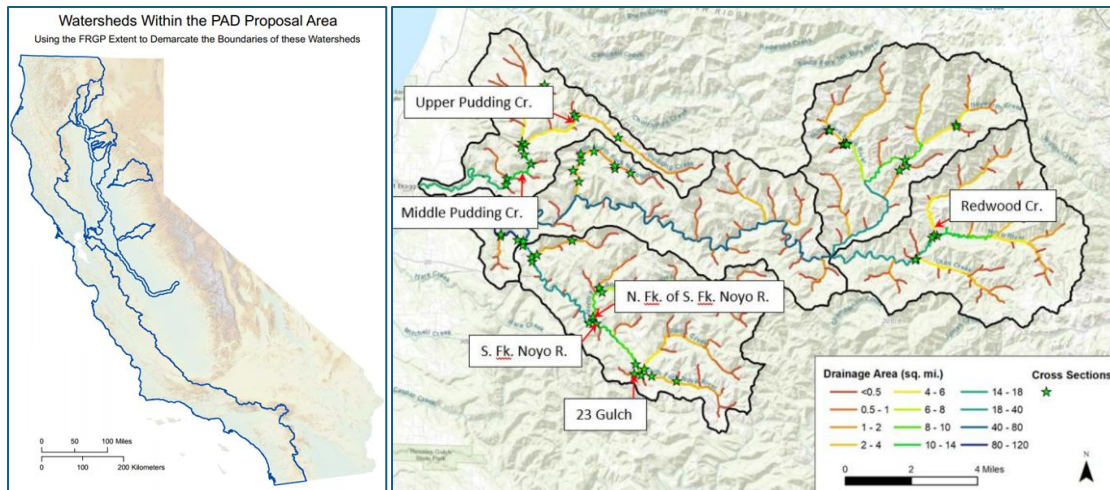 Watersheds Within the PAD Proposal Area
Using the FRGP Extent to Demarcate the Boundaries of these Watersheds
0 50 100 Miles
0 100 200 Kilometers
Upper Pudding Cr.
Middle Pudding Cr.
Redwood Cr.
N. Fk. of S. Fk. Noyo R.
S. Fk. Noyo R.
23 Gulch
Drainage Area (sq. mi.)
Cross Sections
<0.5
0.5 - 1
1 - 2
2 - 4
4 - 6
6 - 8
8 - 10
10 - 14
14 - 18
18 - 40
40 - 80
80 - 120
0 2 4 Miles
N